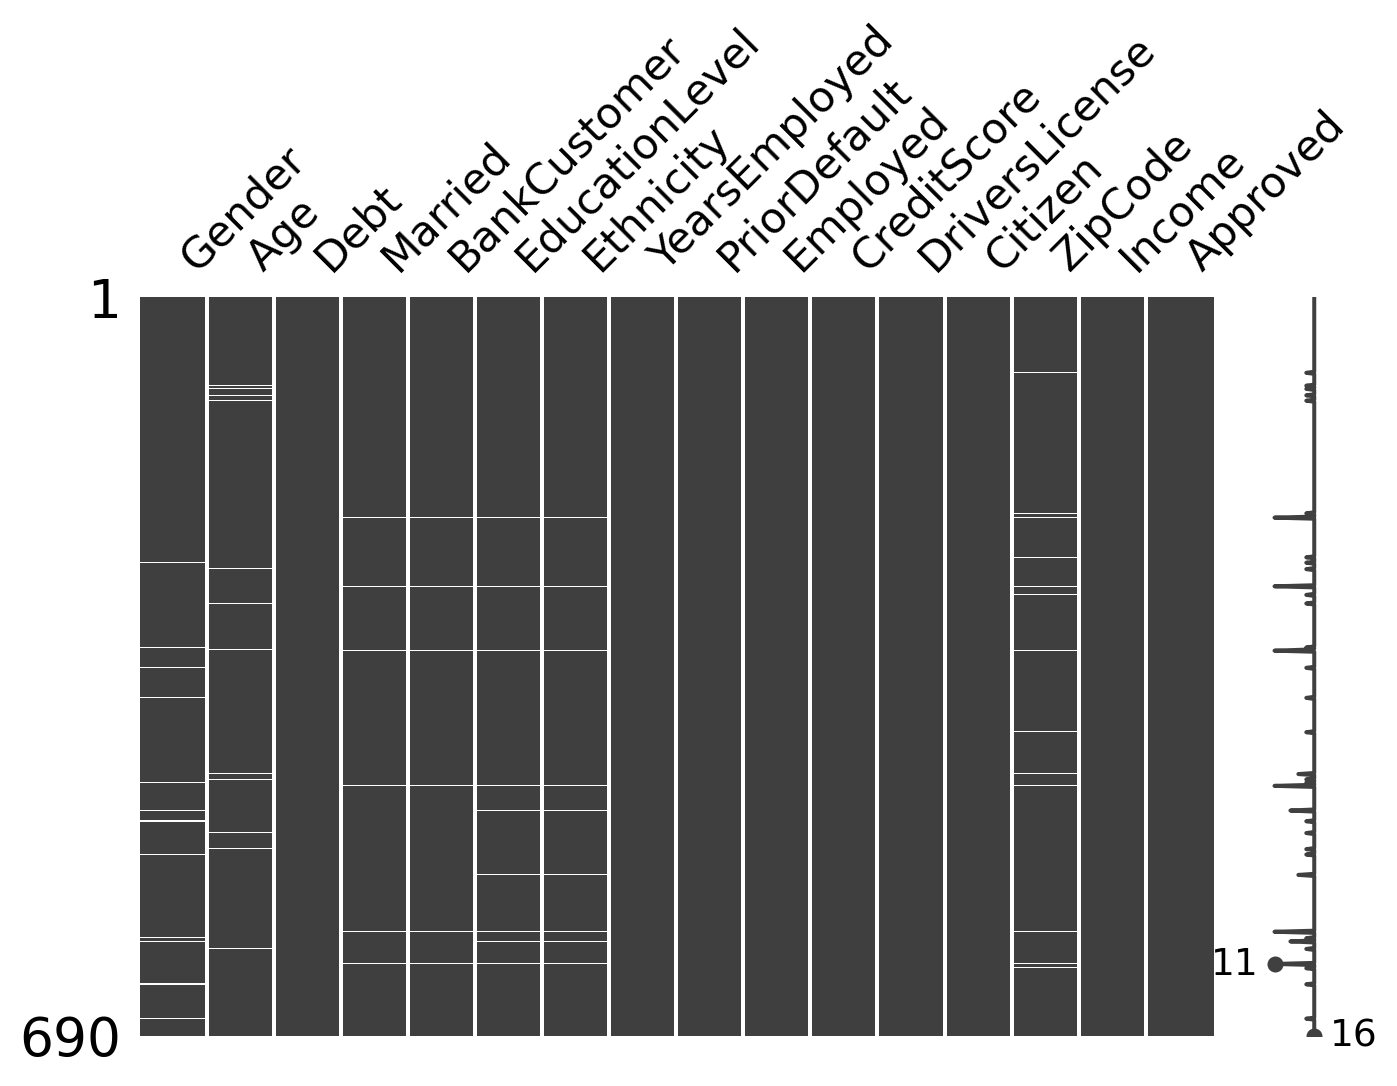 Gender
Age
Debt
Married
BankCustomer
EducationLevel
Ethnicity
YearsEmployed
PriorDefault
Employed
CreditScore
DriversLicense
Citizen
ZipCode
Income
Approved
1
690
11
16